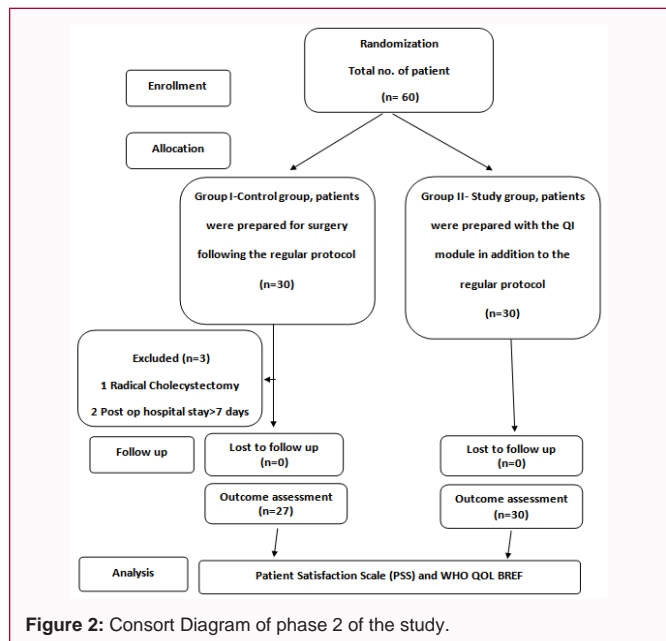 Randomization
Total no. of patient
(n= 60)
Enrollment
Allocation
Group I-Control group, patients
were prepared for surgery
following the regular protocol
(n=30)
Group II- Study group, patients
were prepared with the QI
module in addition to the
regular protocol
(n=30)
Excluded (n=3)
1 Radical Cholecystectomy
2 Post op hospital stay>7 days
Follow up
Lost to follow up
(n=0)
Lost to follow up
(n=0)
Outcome assessment
(n=27)
Outcome assessment
(n=30)
Analysis
Patient Satisfaction Scale (PSS) and WHO QOL BREF
Figure 2: Consort Diagram of phase 2 of the study.